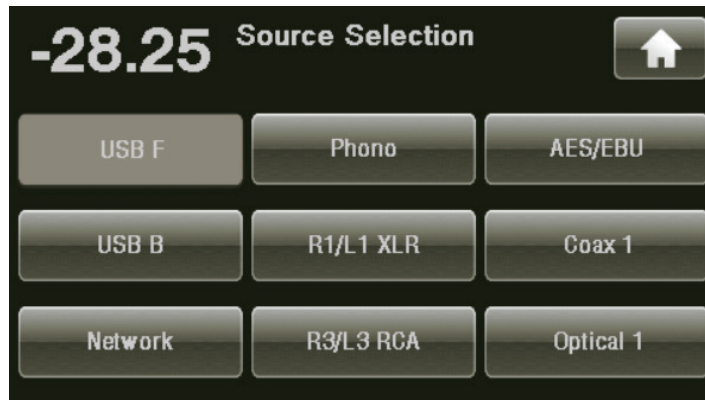 -28.25 Source Selection
USB F Phono AES/EBU
USB B R1/L1 XLR Coax 1
Network R3/L3 RCA Optical 1